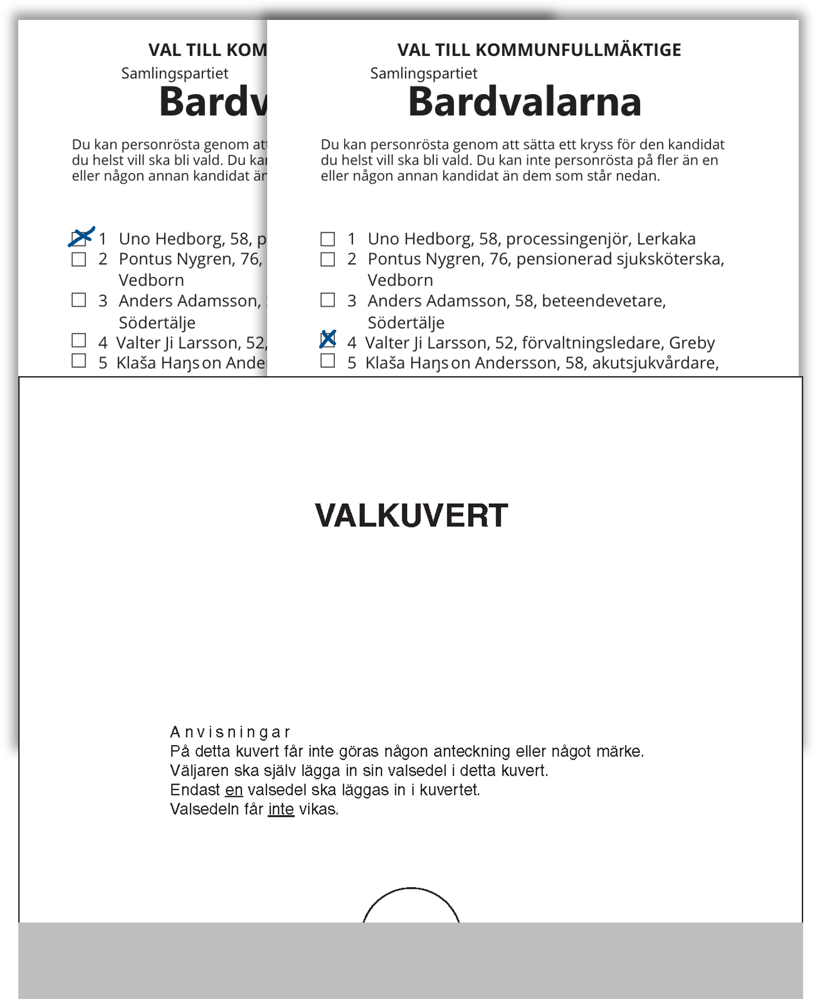 VAL TILL KOM
Samlingspartiet
Bardv
Du kan personrösta genom att
du helst vill ska bli vald. Du kan
eller någon annan kandidat än
1 Uno Hedborg, 58, p
2 Pontus Nygren, 76,
Vedborn
3 Anders Adamsson,
Södertälje
4 Valter Ji Larsson, 52,
5 Klaša Haŋson Ander
VAL TILL KOMMUNFULLMÄKTIGE
Samlingspartiet
Bardvalarna
Du kan personrösta genom att sätta ett kryss för den kandidat
du helst vill ska bli vald. Du kan inte personrösta på fler än en
eller någon annan kandidat än dem som står nedan.
1 Uno Hedborg, 58, processingenjör, Lerkaka
2 Pontus Nygren, 76, pensionerad sjuksköterska,
Vedborn
3 Anders Adamsson, 58, beteendevetare,
Södertälje
4 Valter Ji Larsson, 52, förvaltningsledare, Greby
5 Klaša Haŋson Andersson, 58, akutsjukvårdare,
VALKUVERT
Anvisningar
På detta kuvert får inte göras någon anteckning eller något märke.
Väljaren ska själv lägga in sin valsedel i detta kuvert.
Endast en valsedel ska läggas in i kuvertet.
Valsedeln får inte vikas.